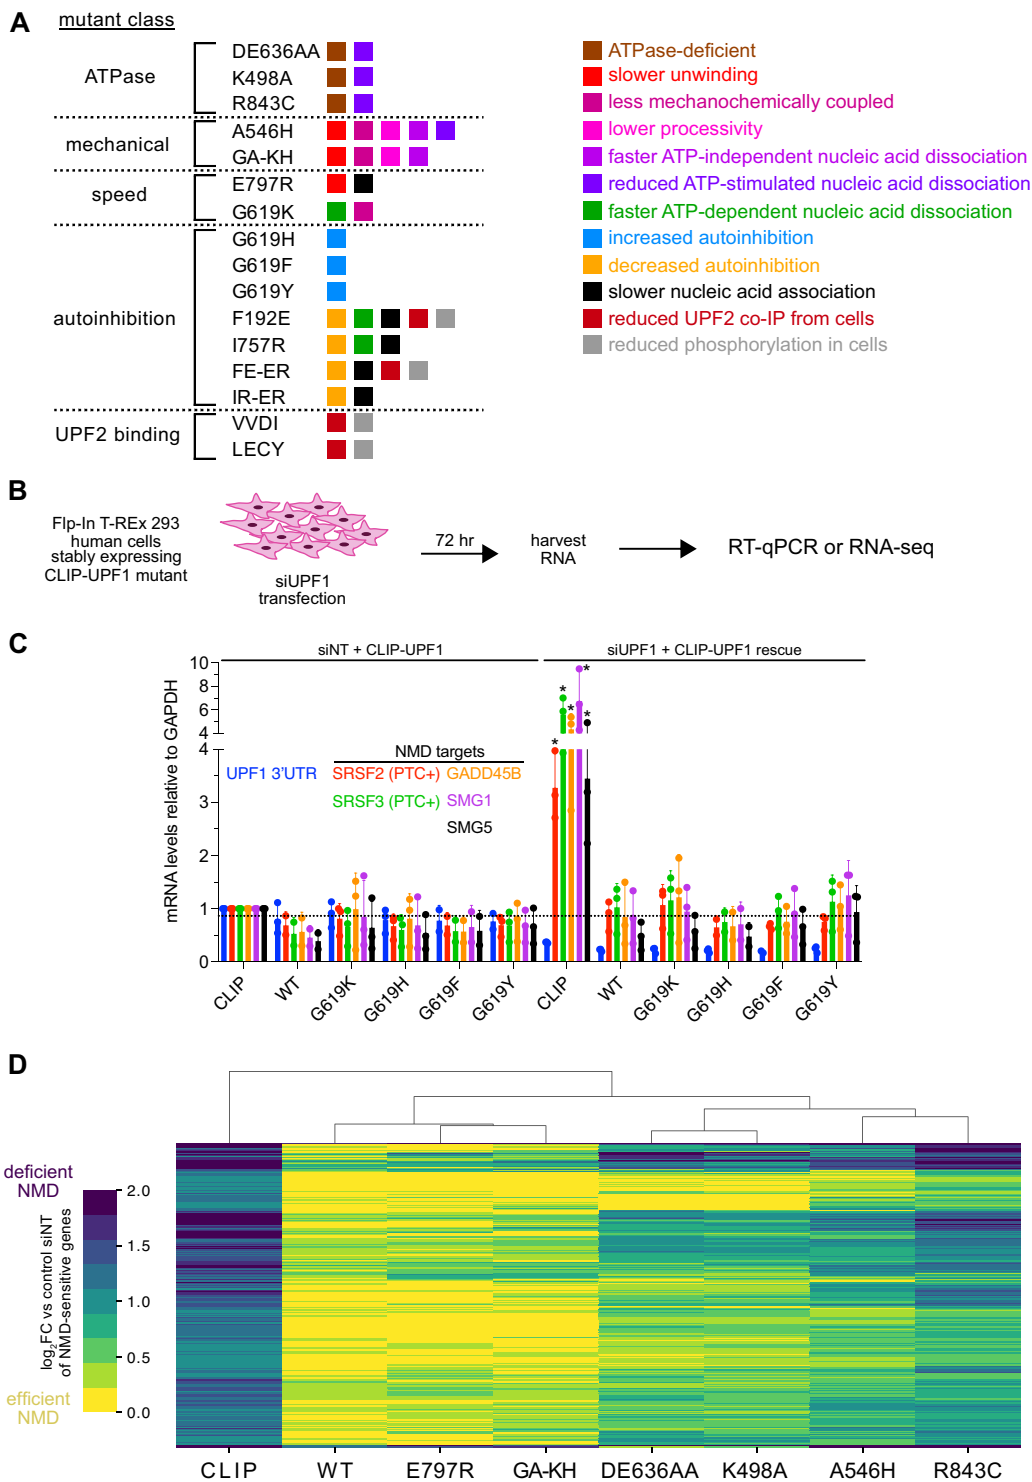 A
mutant class
ATPase
DE636AA
K498A
R843C
mechanical
A546H
GA-KH
speed
E797R
G619K
autoinhibition
G619H
G619F
G619Y
F192E
I757R
FE-ER
IR-ER
UPF2 binding
VVDI
LECY
ATPase-deficient
slower unwinding
less mechanochemically coupled
lower processivity
faster ATP-independent nucleic acid dissociation
reduced ATP-stimulated nucleic acid dissociation
faster ATP-dependent nucleic acid dissociation
increased autoinhibition
decreased autoinhibition
slower nucleic acid association
reduced UPF2 co-IP from cells
reduced phosphorylation in cells
B
Flp-In T-REx 293
human cells
stably expressing
CLIP-UPF1 mutant
siUPF1
transfection
72 hr
harvest
RNA
RT-qPCR or RNA-seq
C
siNT + CLIP-UPF1
siUPF1 + CLIP-UPF1 rescue
mRNA levels relative to GAPDH
10
8
6
4
4
3
2
1
0
NMD targets
UPF1 3'UTR
SRSF2 (PTC+)
GADD45B
SRSF3 (PTC+)
SMG1
SMG5
*
*
*
*
*
CLIP
WT
G619K
G619H
G619F
G619Y
CLIP
WT
G619K
G619H
G619F
G619Y
D
deficient
NMD
log2FC vs control siNT
of NMD-sensitive genes
2.0
1.5
1.0
0.5
0.0
efficient
NMD
CLIP
WT
E797R
GA-KH
DE636AA
K498A
A546H
R843C